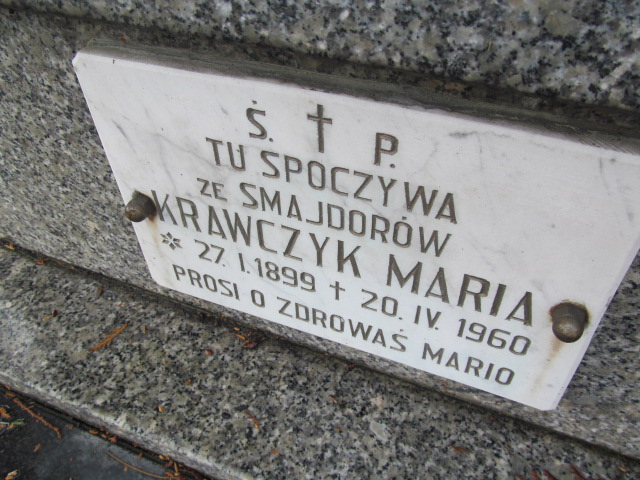 Ś. † P.
TU SPOCZYWA
ZE SMAJDORÓW
KRAWCZYK MARIA
* 27. I. 1899 † 20. IV. 1960
PROSI O ZDROWAŚ MARIO